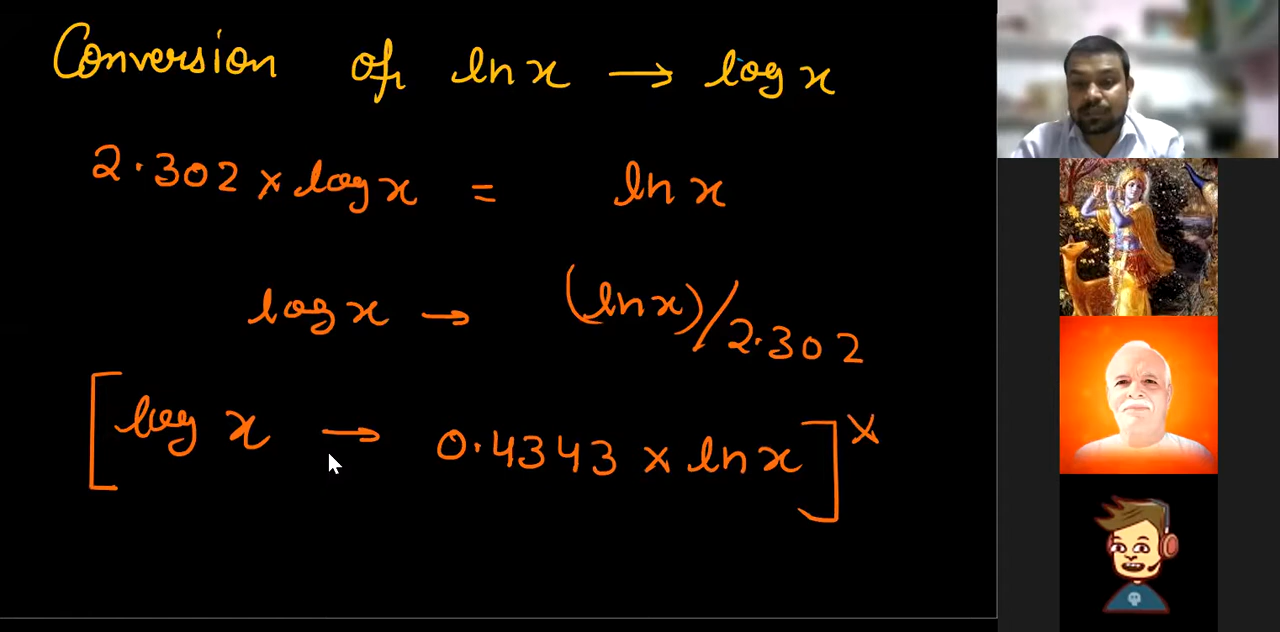 Conversion of ln x → log x
2.302 × log x = ln x
log x → (ln x)/2.302
[log x → 0.4343 × ln x] ×